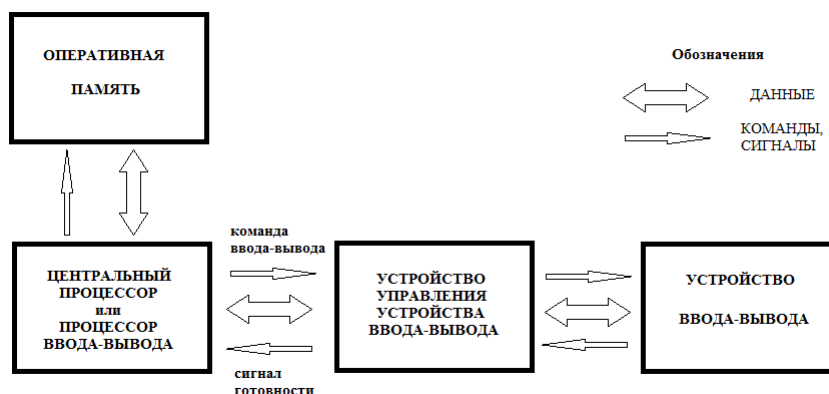 ОПЕРАТИВНАЯ
ПАМЯТЬ
Обозначения
ДАННЫЕ
КОМАНДЫ,
СИГНАЛЫ
команда
ввода-вывода
ЦЕНТРАЛЬНЫЙ
ПРОЦЕССОР
или
ПРОЦЕССОР
ВВОДА-ВЫВОДА
УСТРОЙСТВО
УПРАВЛЕНИЯ
УСТРОЙСТВА
ВВОДА-ВЫВОДА
УСТРОЙСТВО
ВВОДА-ВЫВОДА
сигнал
готовности